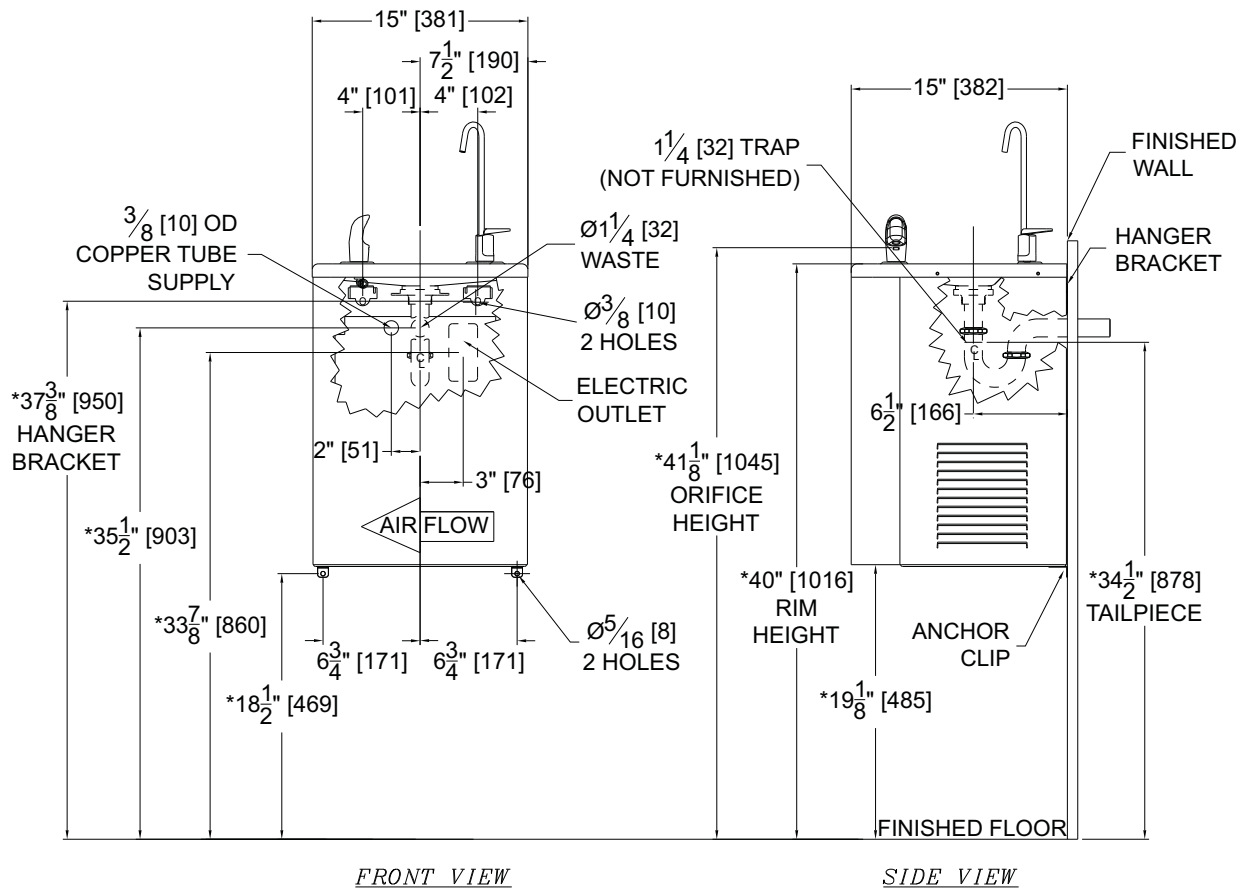 15" [381]
7 1/2" [190]
4" [101]
4" [102]
3/8 [10] OD
COPPER TUBE
SUPPLY
Ø1 1/4 [32]
WASTE
Ø3/8 [10]
2 HOLES
ELECTRIC
OUTLET
CL
*37 3/8" [950]
HANGER
BRACKET
2" [51]
3" [76]
*35 1/2" [903]
AIR FLOW
*33 7/8" [860]
6 3/4" [171]
6 3/4" [171]
Ø5/16 [8]
2 HOLES
*18 1/2" [469]
FRONT VIEW
15" [382]
1 1/4 [32] TRAP
(NOT FURNISHED)
FINISHED
WALL
HANGER
BRACKET
CL
6 1/2" [166]
*41 1/8" [1045]
ORIFICE
HEIGHT
*40" [1016]
RIM
HEIGHT
*34 1/2" [878]
TAILPIECE
ANCHOR
CLIP
*19 1/8" [485]
FINISHED FLOOR
SIDE VIEW